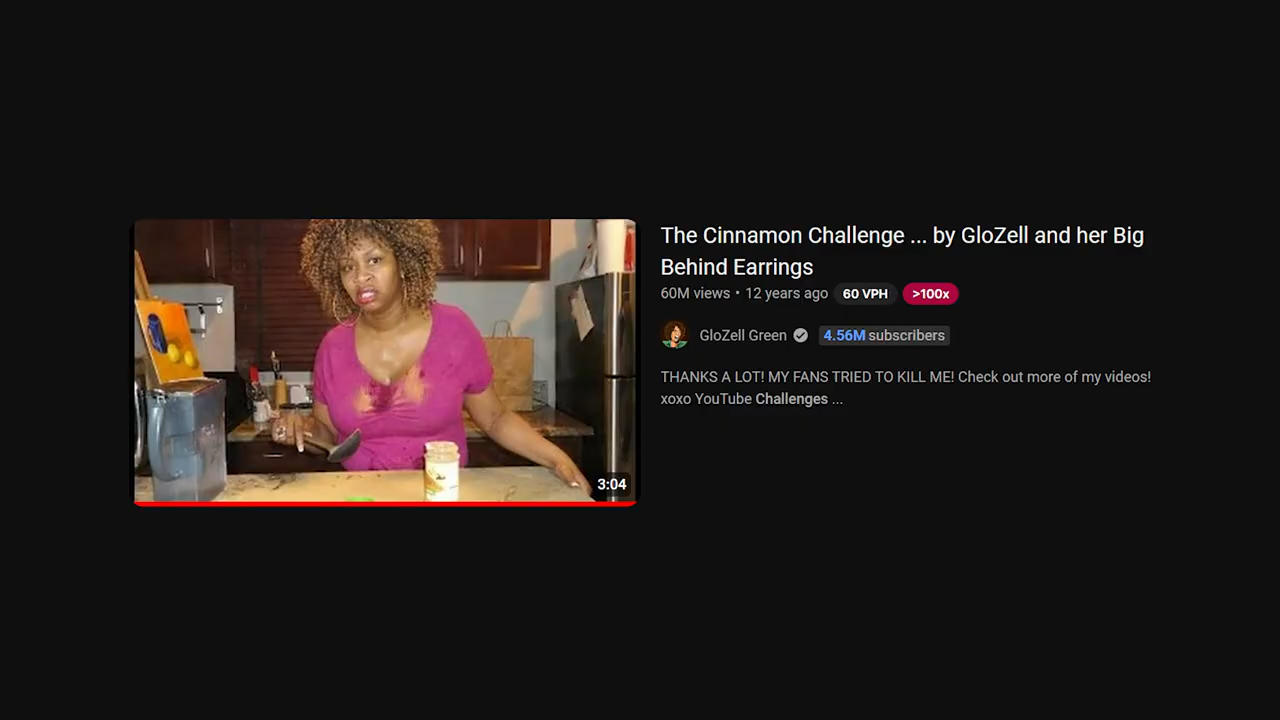 The Cinnamon Challenge ... by GloZell and her Big
Behind Earrings
60M views • 12 years ago 60 VPH >100x
GloZell Green 4.56M subscribers
THANKS A LOT! MY FANS TRIED TO KILL ME! Check out more of my videos!
xoxo YouTube Challenges ...
3:04